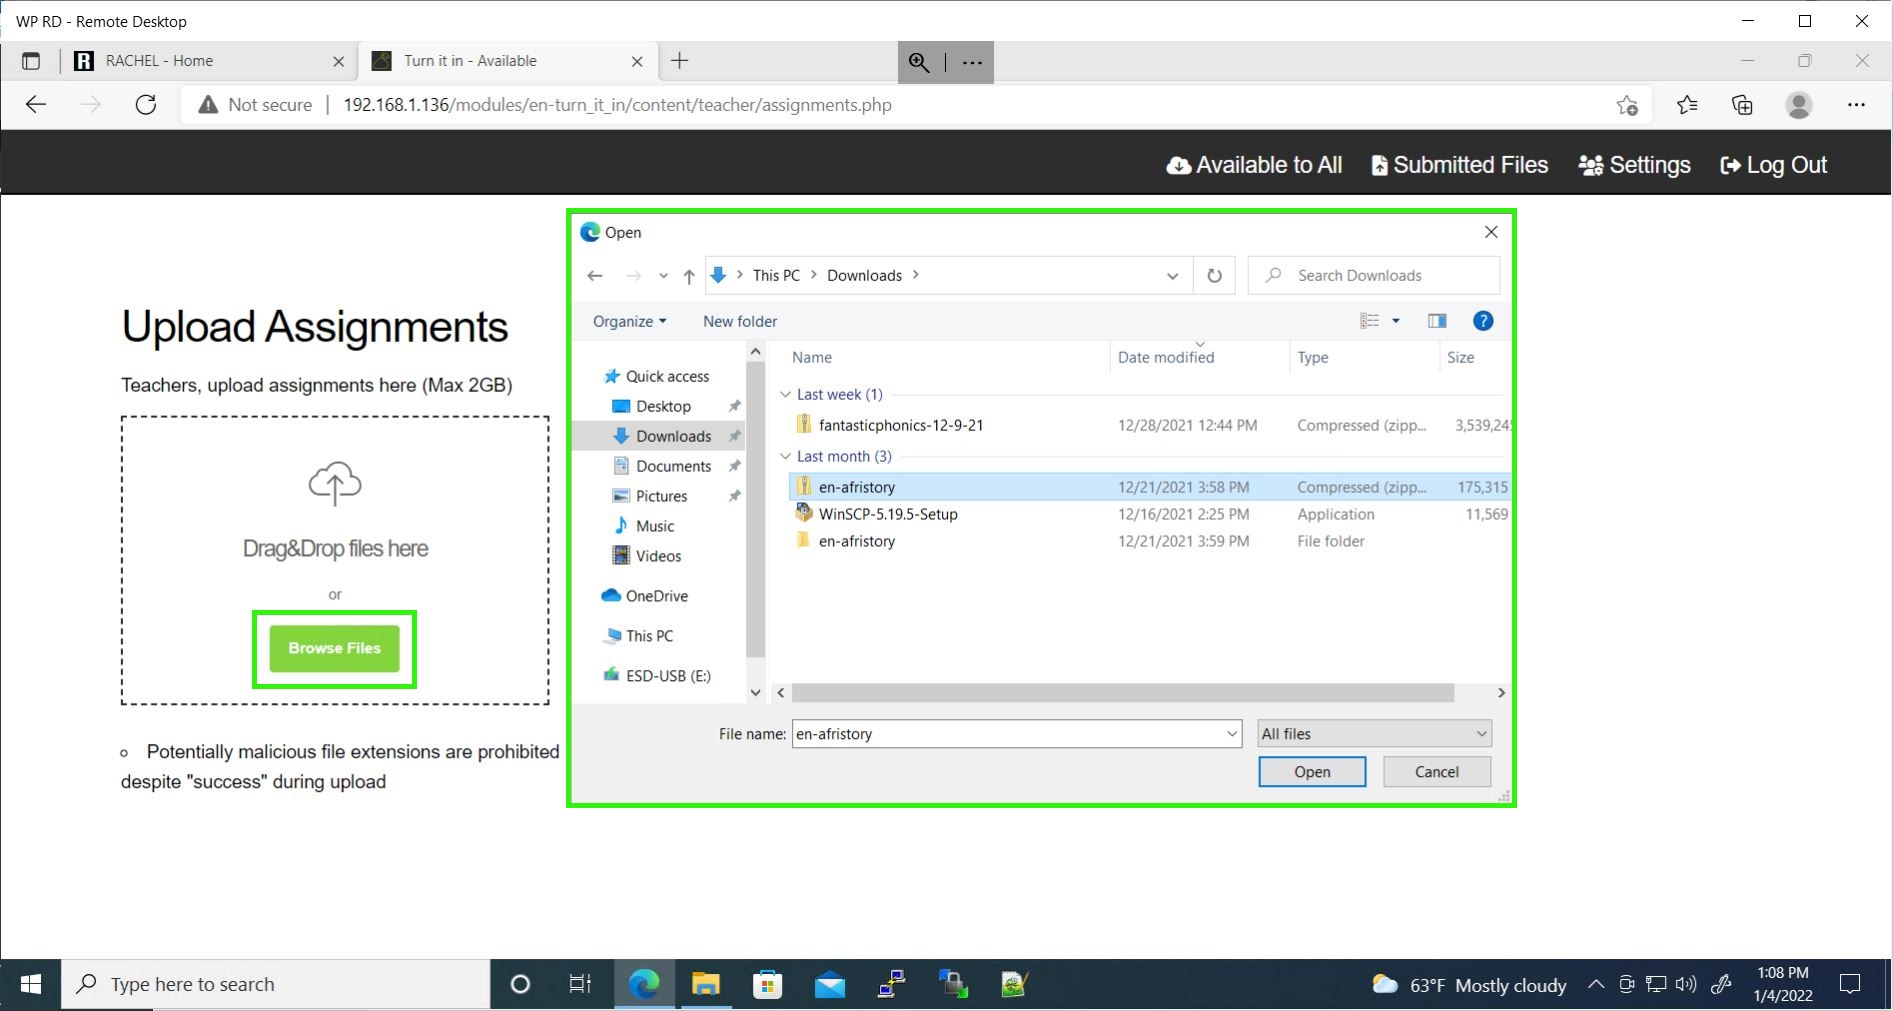 WP RD - Remote Desktop
RACHEL - Home
Turn it in - Available
Not secure | 192.168.1.136/modules/en-turn_it_in/content/teacher/assignments.php
Available to All Submitted Files Settings Log Out
Upload Assignments
Teachers, upload assignments here (Max 2GB)
Drag&Drop files here
or
Browse Files
Potentially malicious file extensions are prohibited
despite "success" during upload
Open
This PC > Downloads >
Search Downloads
Organize New folder
Quick access
Desktop
Downloads
Documents
Pictures
Music
Videos
OneDrive
This PC
ESD-USB (E:)
Name Date modified Type Size
Last week (1)
fantasticphonics-12-9-21 12/28/2021 12:44 PM Compressed (zipp... 3,539,24
Last month (3)
en-afristory 12/21/2021 3:58 PM Compressed (zipp... 175,315
WinSCP-5.19.5-Setup 12/16/2021 2:25 PM Application 11,569
en-afristory 12/21/2021 3:59 PM File folder
File name: en-afristory All files
Open Cancel
Type here to search
63°F Mostly cloudy
1:08 PM
1/4/2022